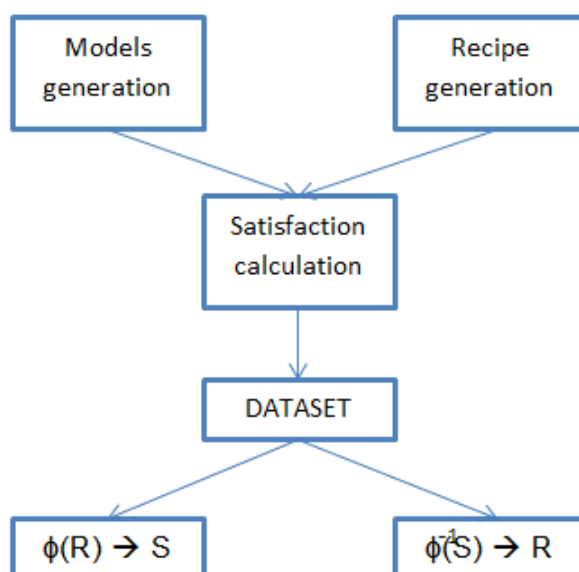 Models
generation
Recipe
generation
Satisfaction
calculation
DATASET
ϕ(R) → S
ϕ⁻¹(S) → R